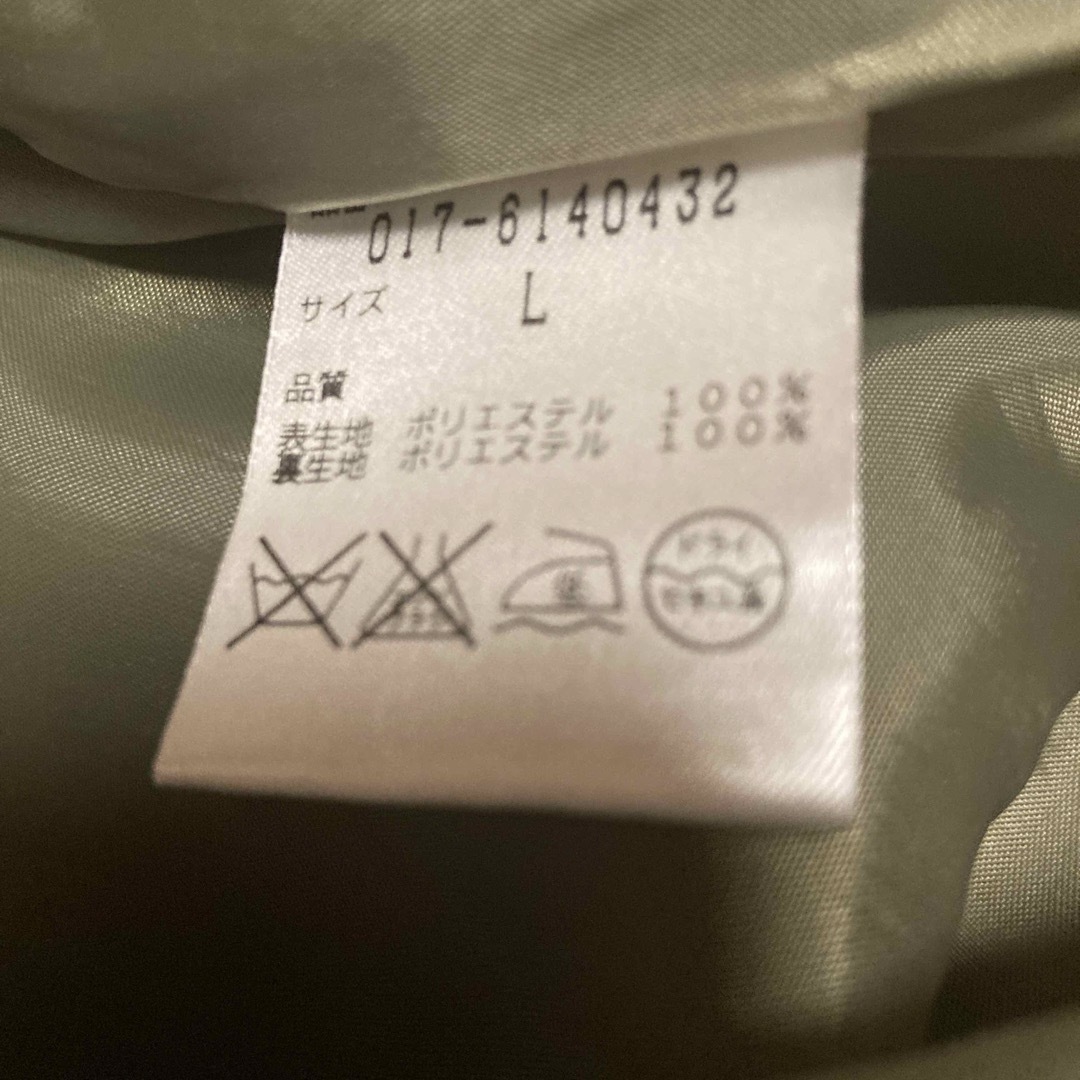 017-6140432
サイズ L
品質
表生地 ポリエステル 100%
裏生地 ポリエステル 100%
低
ドライ